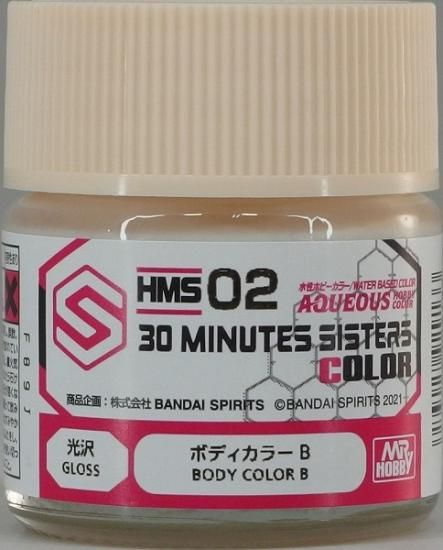 HMS 02
水性ホビーカラー/WATER BASED COLOR
AQUEOUS HOBBY COLOR
30 MINUTES SISTERS
COLOR
商品企画：株式会社 BANDAI SPIRITS ©BANDAI SPIRITS 2021
光沢
GLOSS
ボディカラー B
BODY COLOR B
MR HOBBY
F891